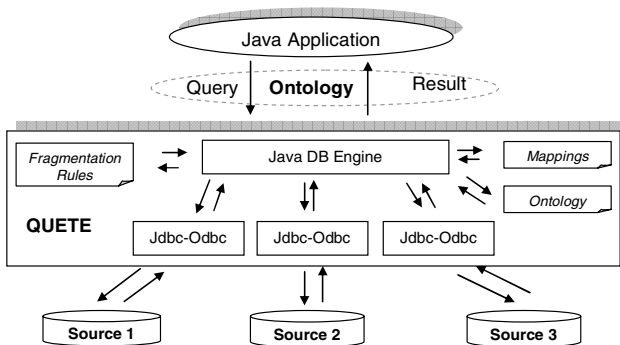 Java Application
Query Ontology Result
Fragmentation
Rules
Java DB Engine
Mappings
Ontology
QUETE
Jdbc-Odbc Jdbc-Odbc Jdbc-Odbc
Source 1 Source 2 Source 3